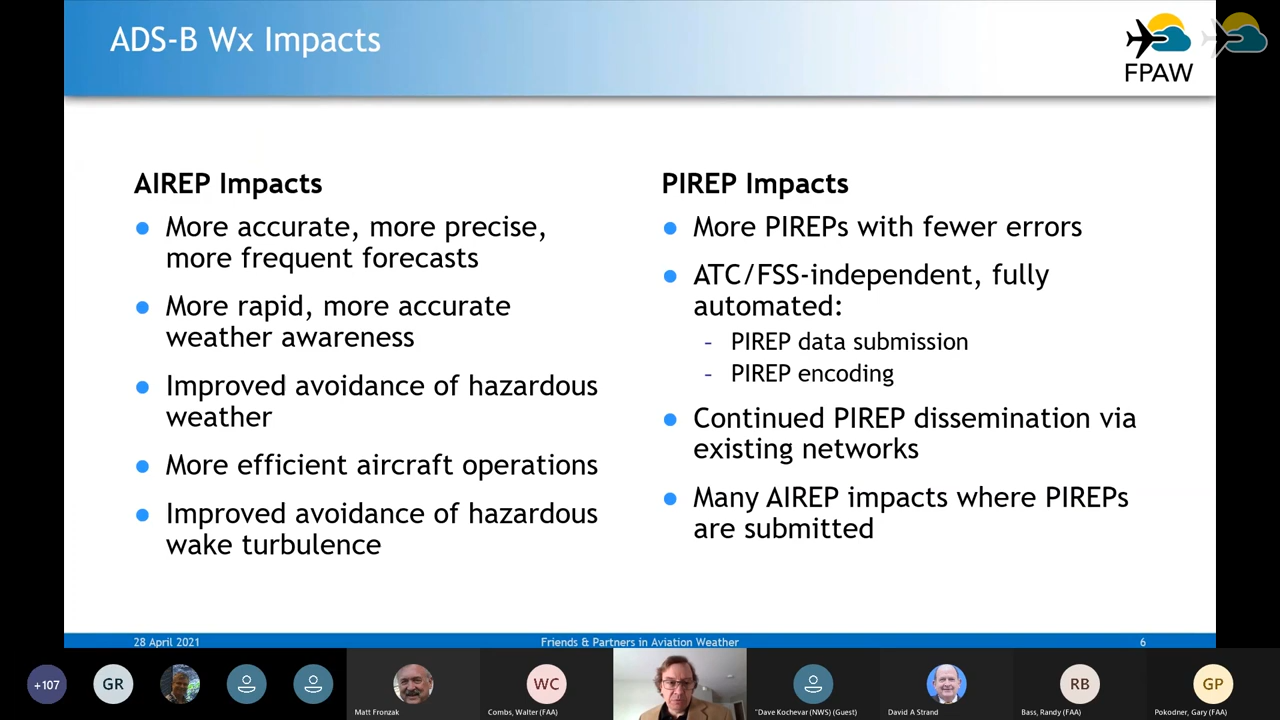 ADS-B Wx Impacts
FPAW
AIREP Impacts
● More accurate, more precise,
more frequent forecasts
● More rapid, more accurate
weather awareness
● Improved avoidance of hazardous
weather
● More efficient aircraft operations
● Improved avoidance of hazardous
wake turbulence
PIREP Impacts
● More PIREPs with fewer errors
● ATC/FSS-independent, fully
automated:
- PIREP data submission
- PIREP encoding
● Continued PIREP dissemination via
existing networks
● Many AIREP impacts where PIREPs
are submitted
28 April 2021
Friends & Partners in Aviation Weather
6
+107
GR
Matt Fronzak
WC
Combs, Walter (FAA)
"Dave Kochevar (NWS) (Guest)
David A Strand
RB
Bass, Randy (FAA)
GP
Pokodner, Gary (FAA)